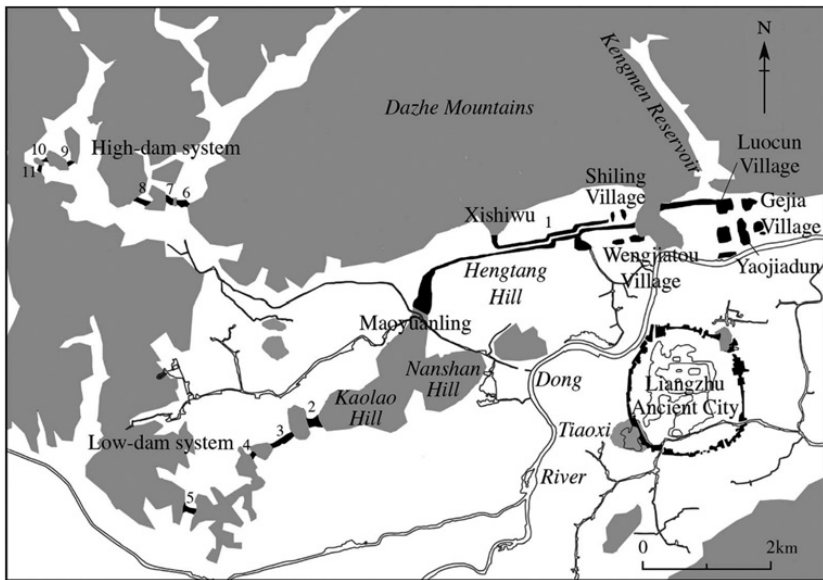 N
Dazhe Mountains
Kengmen Reservoir
High-dam system
10
9
11
8
7
6
Luocun
Village
Shiling
Village
Gejia
Village
Xishiwu
1
Wengjiatou
Village
Yaojiadun
Hengtang
Hill
Maoyuanling
Nanshan
Hill
Dong
Kaolao
Hill
Liangzhu
Ancient City
Low-dam system
2
3
4
Tiaoxi
River
5
0
2km